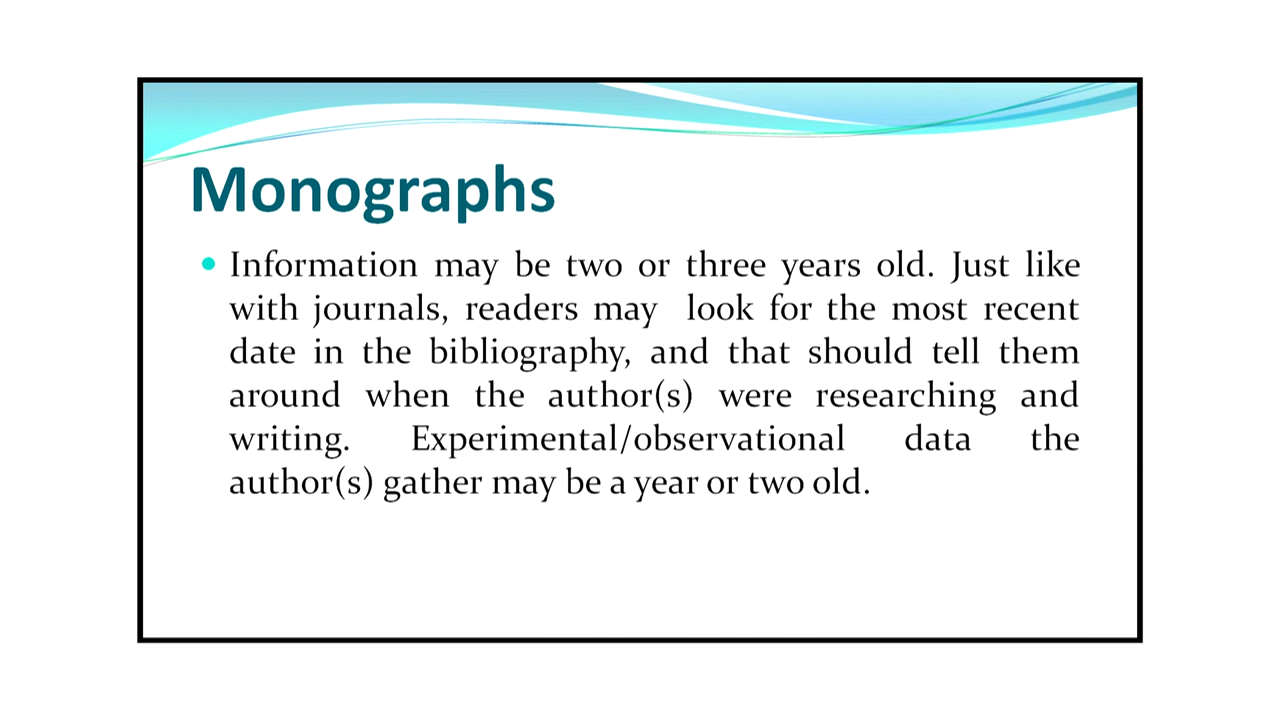 Monographs
• Information may be two or three years old. Just like
with journals, readers may look for the most recent
date in the bibliography, and that should tell them
around when the author(s) were researching and
writing. Experimental/observational data the
author(s) gather may be a year or two old.